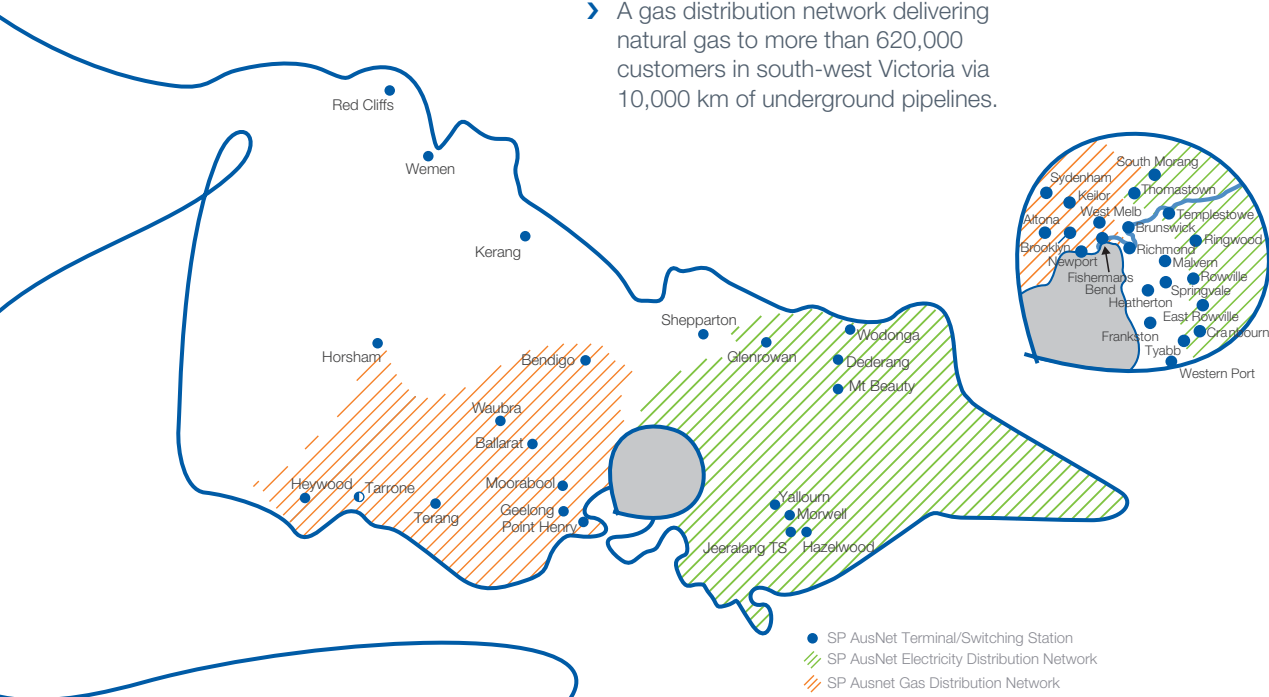 › A gas distribution network delivering
natural gas to more than 620,000
customers in south-west Victoria via
10,000 km of underground pipelines.
Red Cliffs
Wemen
Kerang
Shepparton
Wodonga
Glenrowan
Dederang
Mt Beauty
Horsham
Bendigo
Waubra
Ballarat
Moorabool
Heywood
Tarrone
Terang
Geelong
Point Henry
Yallourn
Morwell
Jeeralang TS
Hazelwood
South Morang
Sydenham
Thomastown
Keilor
West Melb
Templestowe
Altona
Brunswick
Ringwood
Brooklyn
Richmond
Newport
Malvern
Fishermans
Bend
Rowville
Springvale
Heatherton
East Rowville
Frankston
Cranbourn
Tyabb
Western Port
SP AusNet Terminal/Switching Station
SP AusNet Electricity Distribution Network
SP Ausnet Gas Distribution Network